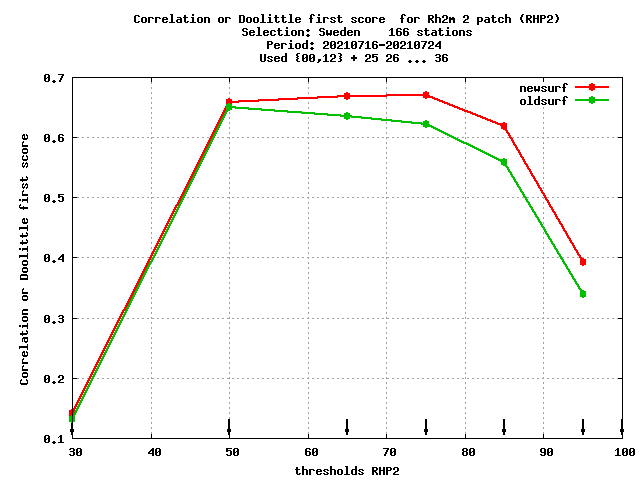 Correlation or Doolittle first score  for Rh2m 2 patch (RHP2)
Selection: Sweden    166 stations
Period: 20210716-20210724
Used {00,12} + 25 26 ... 36
newsurf
oldsurf
Correlation or Doolittle first score
0.7
0.6
0.5
0.4
0.3
0.2
0.1
30 40 50 60 70 80 90 100
thresholds RHP2